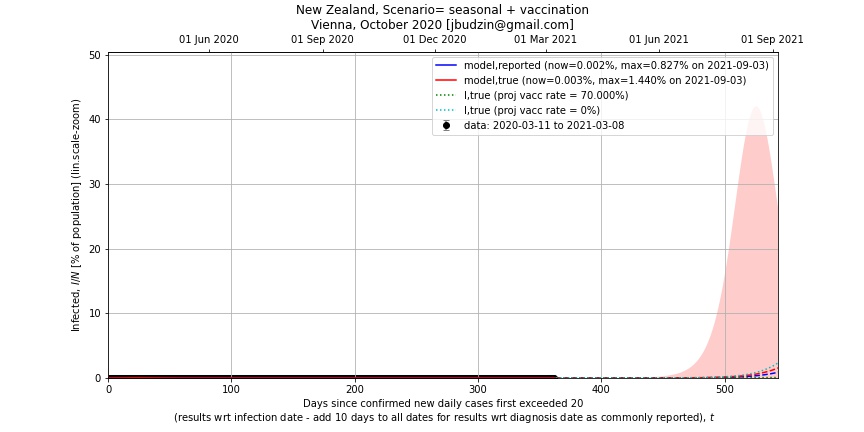 New Zealand, Scenario= seasonal + vaccination
Vienna, October 2020 [jbudzin@gmail.com]
01 Jun 2020 01 Sep 2020 01 Dec 2020 01 Mar 2021 01 Jun 2021 01 Sep 2021
model,reported (now=0.002%, max=0.827% on 2021-09-03)
model,true (now=0.003%, max=1.440% on 2021-09-03)
I,true (proj vacc rate = 70.000%)
I,true (proj vacc rate = 0%)
data: 2020-03-11 to 2021-03-08
Infected, I/N [% of population] (lin.scale-zoom)
50
40
30
20
10
0
0 100 200 300 400 500
Days since confirmed new daily cases first exceeded 20
(results wrt infection date - add 10 days to all dates for results wrt diagnosis date as commonly reported), t